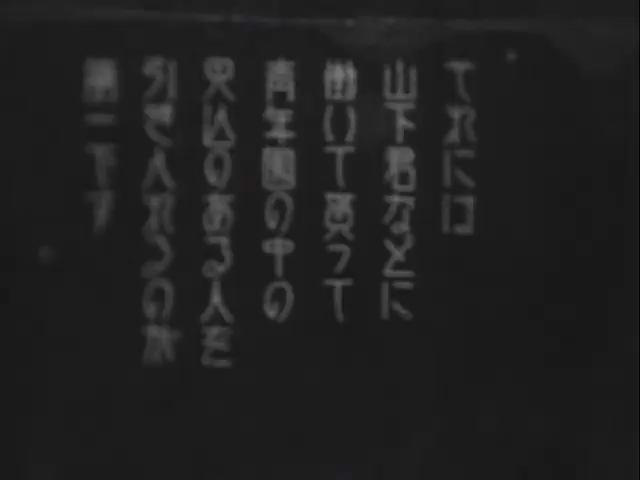 それには
山下君などに
働いて貰って
青年團の中の
見込のある人を
引き入れるのが
第一です